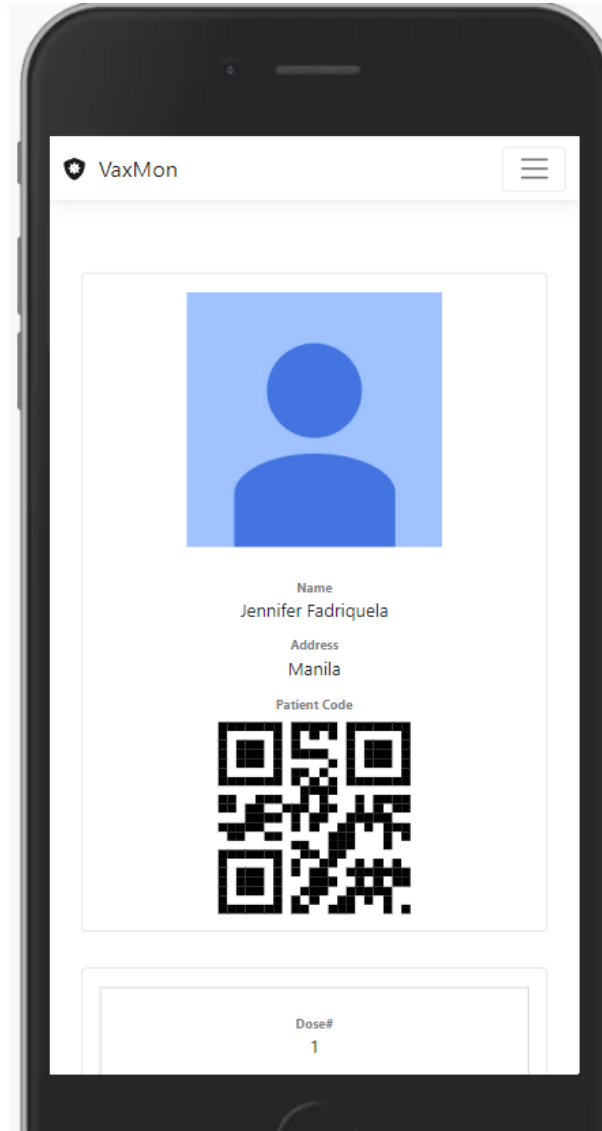 VaxMon
Name
Jennifer Fadriquela
Address
Manila
Patient Code
Dose#
1